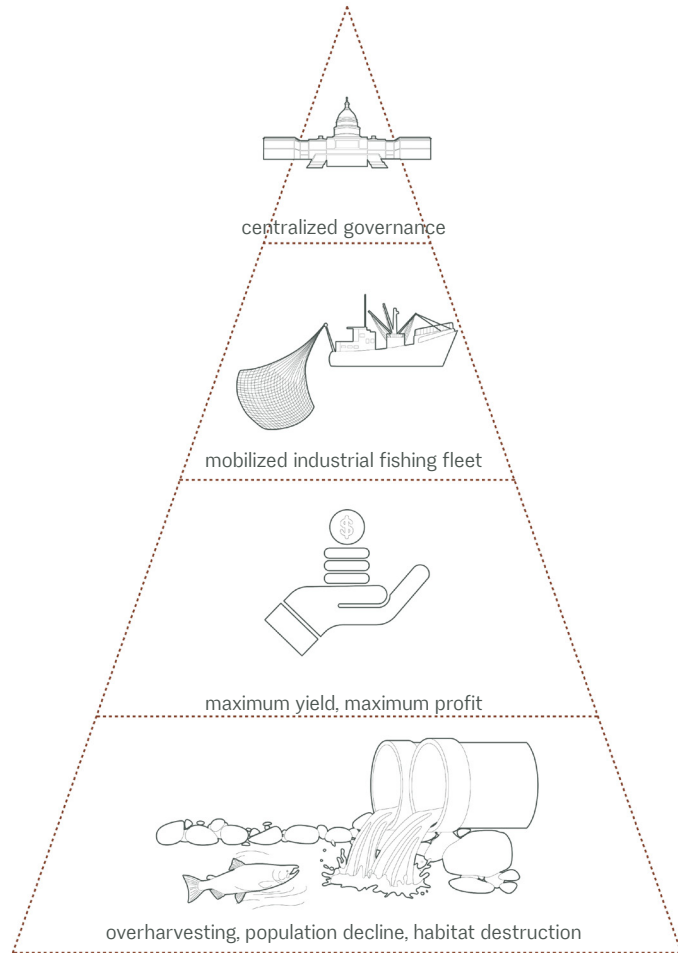 $
centralized governance
mobilized industrial fishing fleet
maximum yield, maximum profit
overharvesting, population decline, habitat destruction